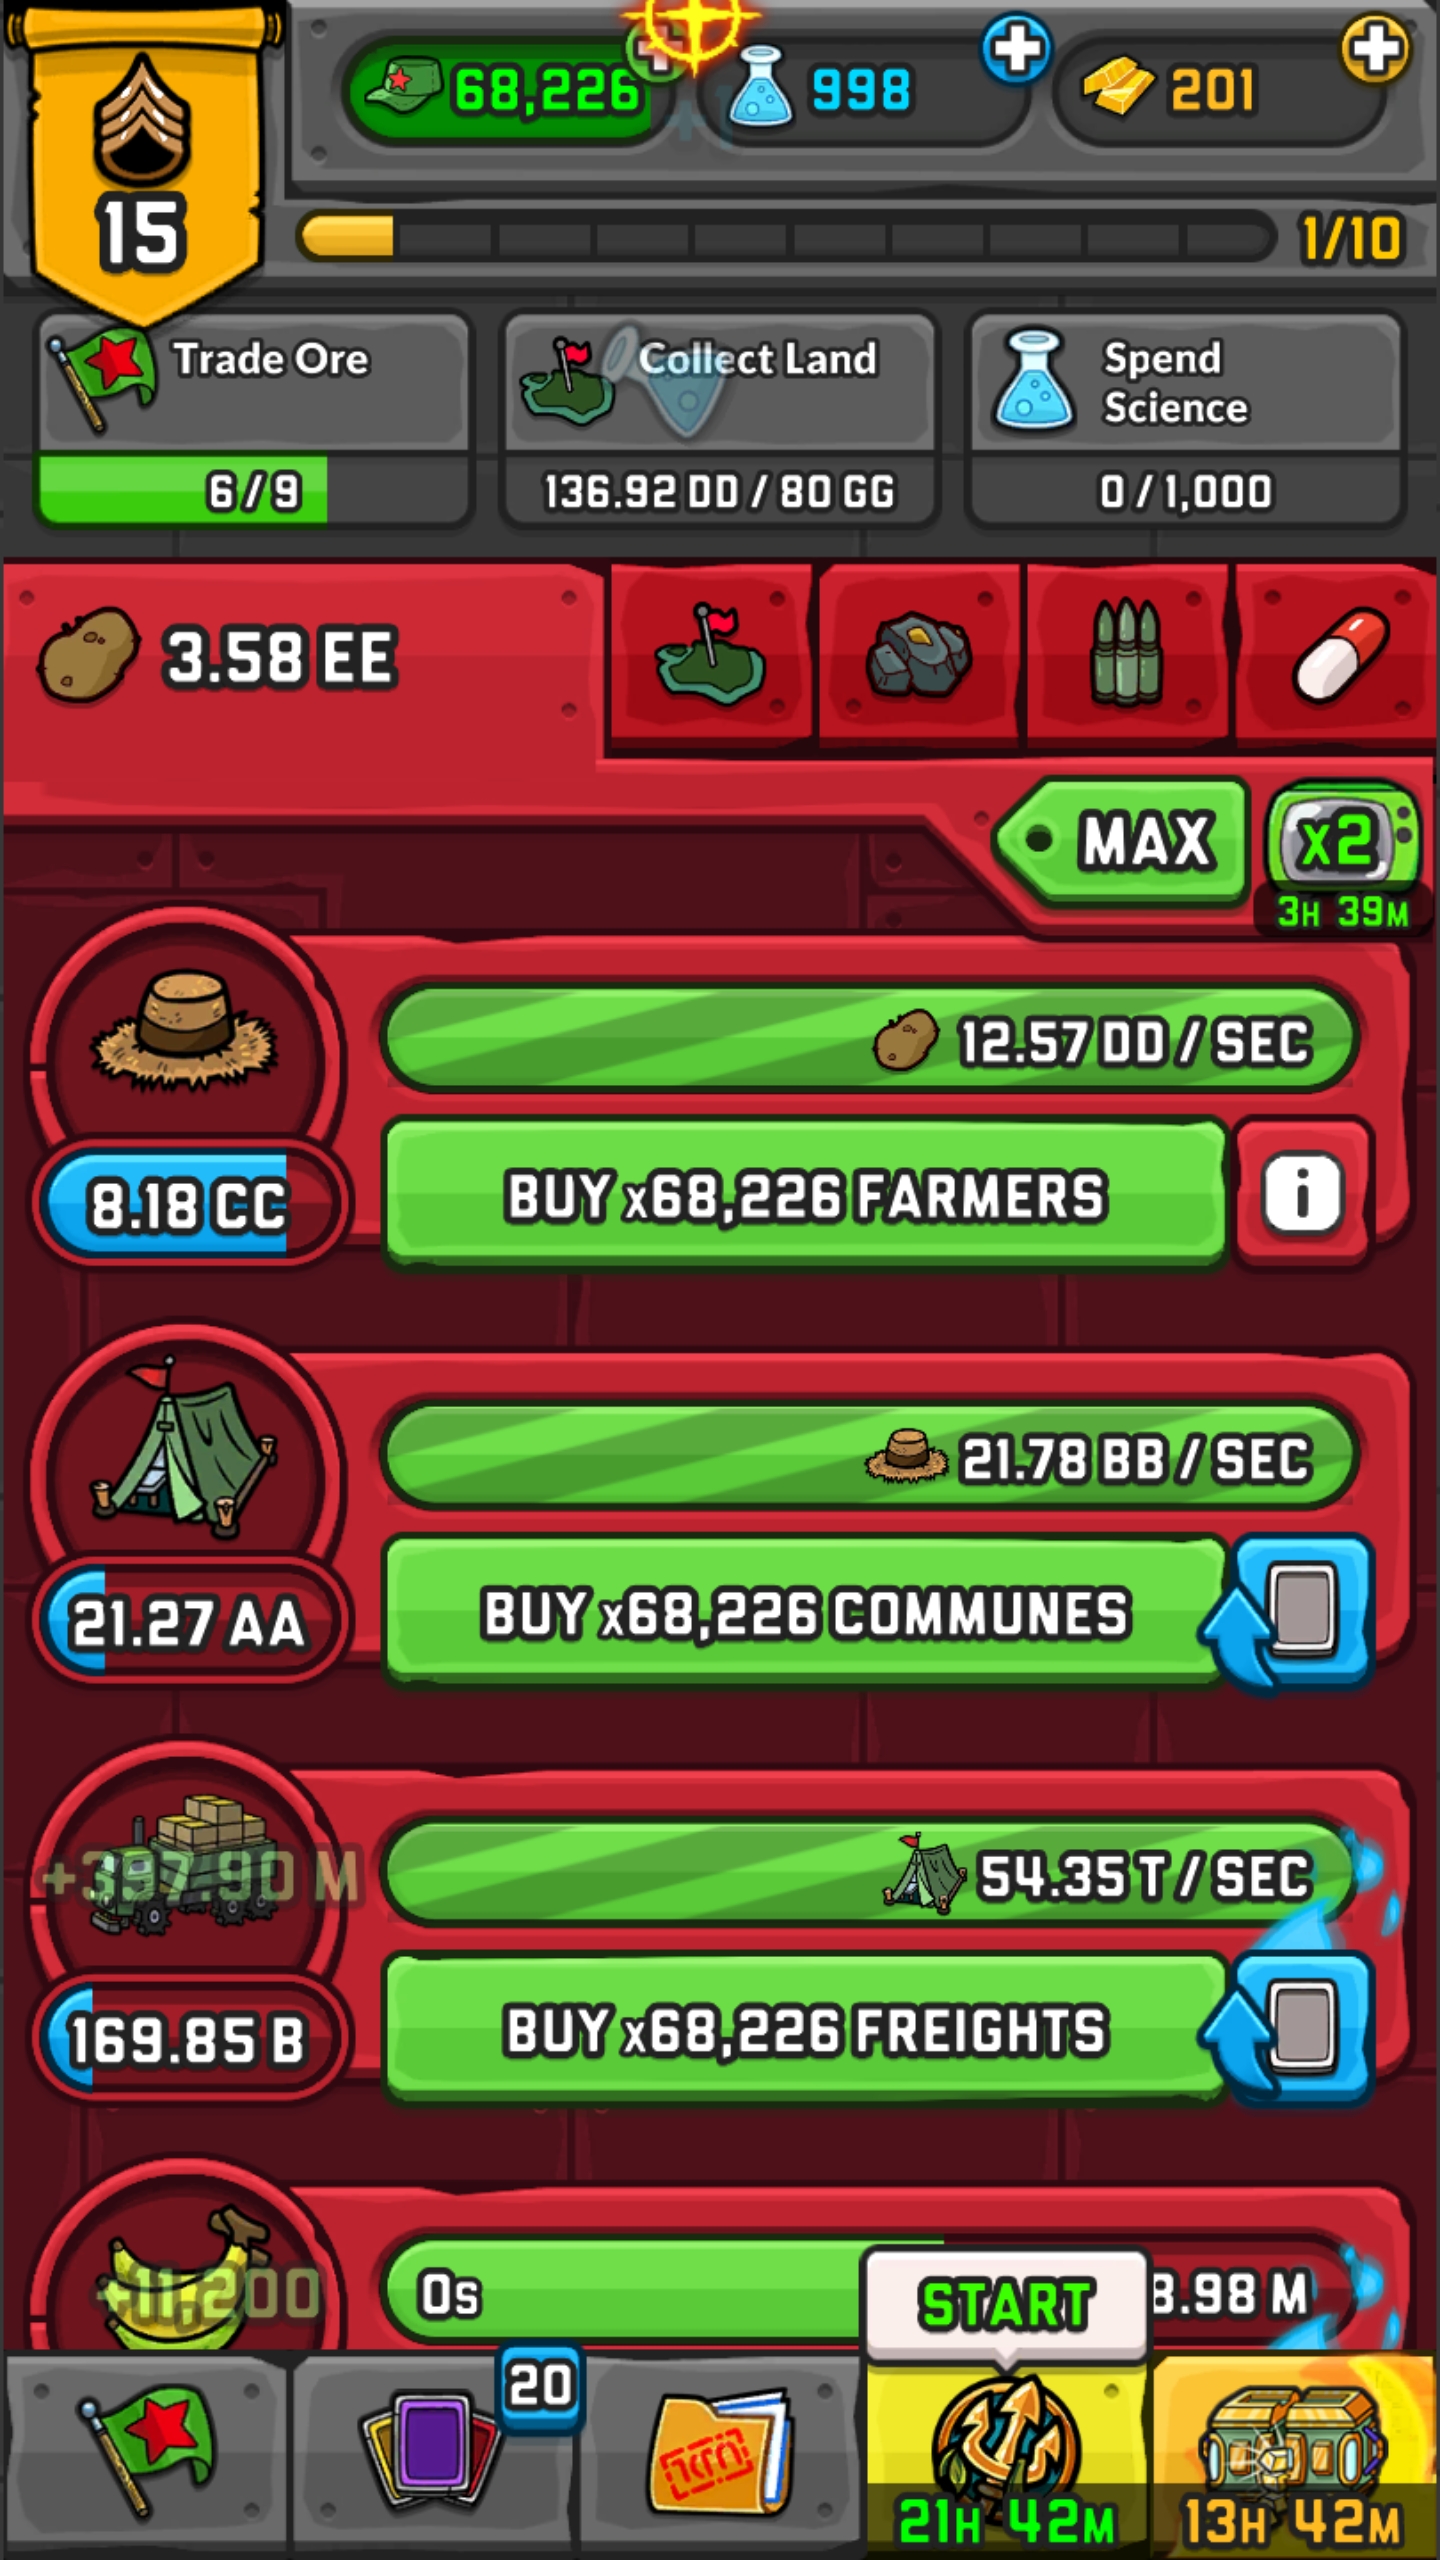 68,226
998
201
+1
15
1/10
Trade Ore
Collect Land
Spend
Science
6/9
136.92 DD / 80 GG
0 / 1,000
3.58 EE
MAX
x2
3H 39M
12.57 DD / SEC
8.18 CC
BUY x68,226 FARMERS
i
21.78 BB / SEC
21.27 AA
BUY x68,226 COMMUNES
+397.90 M
54.35 T / SEC
169.85 B
BUY x68,226 FREIGHTS
+11,200
0s
8.98 M
START
20
21H 42M
13H 42M